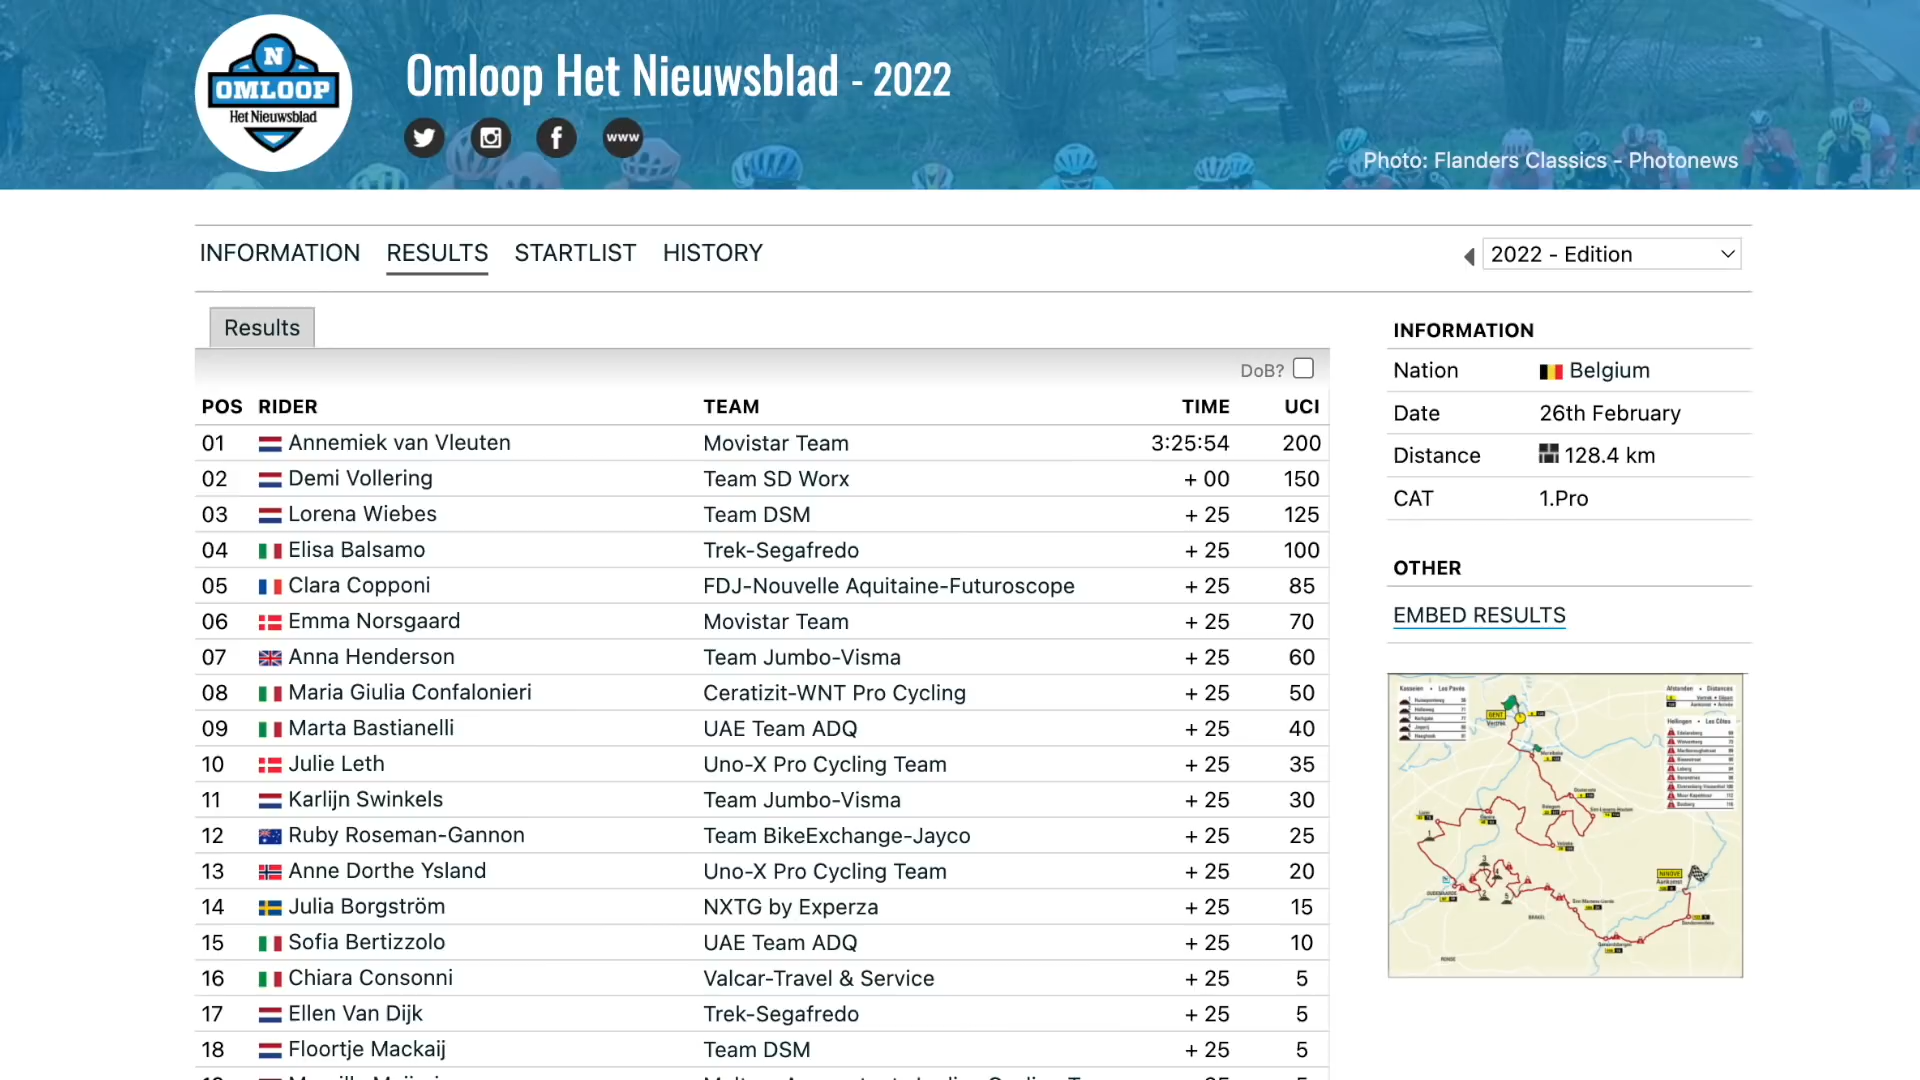 N
OMLOOP
Het Nieuwsblad
Omloop Het Nieuwsblad - 2022
www
Photo: Flanders Classics - Photonews
INFORMATION RESULTS STARTLIST HISTORY
2022 - Edition
Results
DoB?
POS RIDER TEAM TIME UCI
01 Annemiek van Vleuten Movistar Team 3:25:54 200
02 Demi Vollering Team SD Worx + 00 150
03 Lorena Wiebes Team DSM + 25 125
04 Elisa Balsamo Trek-Segafredo + 25 100
05 Clara Copponi FDJ-Nouvelle Aquitaine-Futuroscope + 25 85
06 Emma Norsgaard Movistar Team + 25 70
07 Anna Henderson Team Jumbo-Visma + 25 60
08 Maria Giulia Confalonieri Ceratizit-WNT Pro Cycling + 25 50
09 Marta Bastianelli UAE Team ADQ + 25 40
10 Julie Leth Uno-X Pro Cycling Team + 25 35
11 Karlijn Swinkels Team Jumbo-Visma + 25 30
12 Ruby Roseman-Gannon Team BikeExchange-Jayco + 25 25
13 Anne Dorthe Ysland Uno-X Pro Cycling Team + 25 20
14 Julia Borgström NXTG by Experza + 25 15
15 Sofia Bertizzolo UAE Team ADQ + 25 10
16 Chiara Consonni Valcar-Travel & Service + 25 5
17 Ellen Van Dijk Trek-Segafredo + 25 5
18 Floortje Mackaij Team DSM + 25 5
INFORMATION
Nation Belgium
Date 26th February
Distance 128.4 km
CAT 1.Pro
OTHER
EMBED RESULTS
Kasseien • Les Pavés
Afstanden • Distances
Hellingen • Les Côtes
GENT
NINOVE